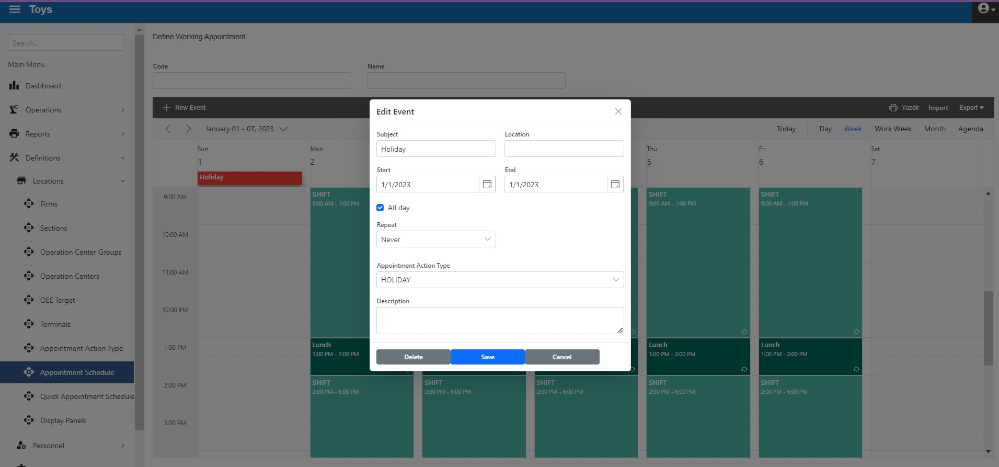 Toys
Search...
Define Working Appointment
Main Menu
Dashboard
Operations
Reports
Definitions
Locations
Firms
Sections
Operation Center Groups
Operation Centers
OEE Target
Terminals
Appointment Action Type
Appointment Schedule
Quick Appointment Schedule
Display Panels
Personnel
Code
Name
New Event
Yazdir
Import
Export
January 01 - 07, 2023
Today
Day
Week
Work Week
Month
Agenda
Sun
1
Holiday
Mon
2
Thu
5
Fri
6
Sat
7
9:00 AM
10:00 AM
11:00 AM
12:00 PM
1:00 PM
2:00 PM
3:00 PM
SHIFT
9:00 AM - 1:00 PM
Lunch
1:00 PM - 2:00 PM
SHIFT
2:00 PM - 6:00 PM
SHIFT
2:00 PM - 6:00 PM
SHIFT
2:00 PM - 6:00 PM
SHIFT
9:00 AM - 1:00 PM
Lunch
1:00 PM - 2:00 PM
SHIFT
2:00 PM - 6:00 PM
SHIFT
9:00 AM - 1:00 PM
Lunch
1:00 PM - 2:00 PM
SHIFT
2:00 PM - 6:00 PM
Edit Event
Subject
Holiday
Location
Start
1/1/2023
End
1/1/2023
All day
Repeat
Never
Appointment Action Type
HOLIDAY
Description
Delete
Save
Cancel